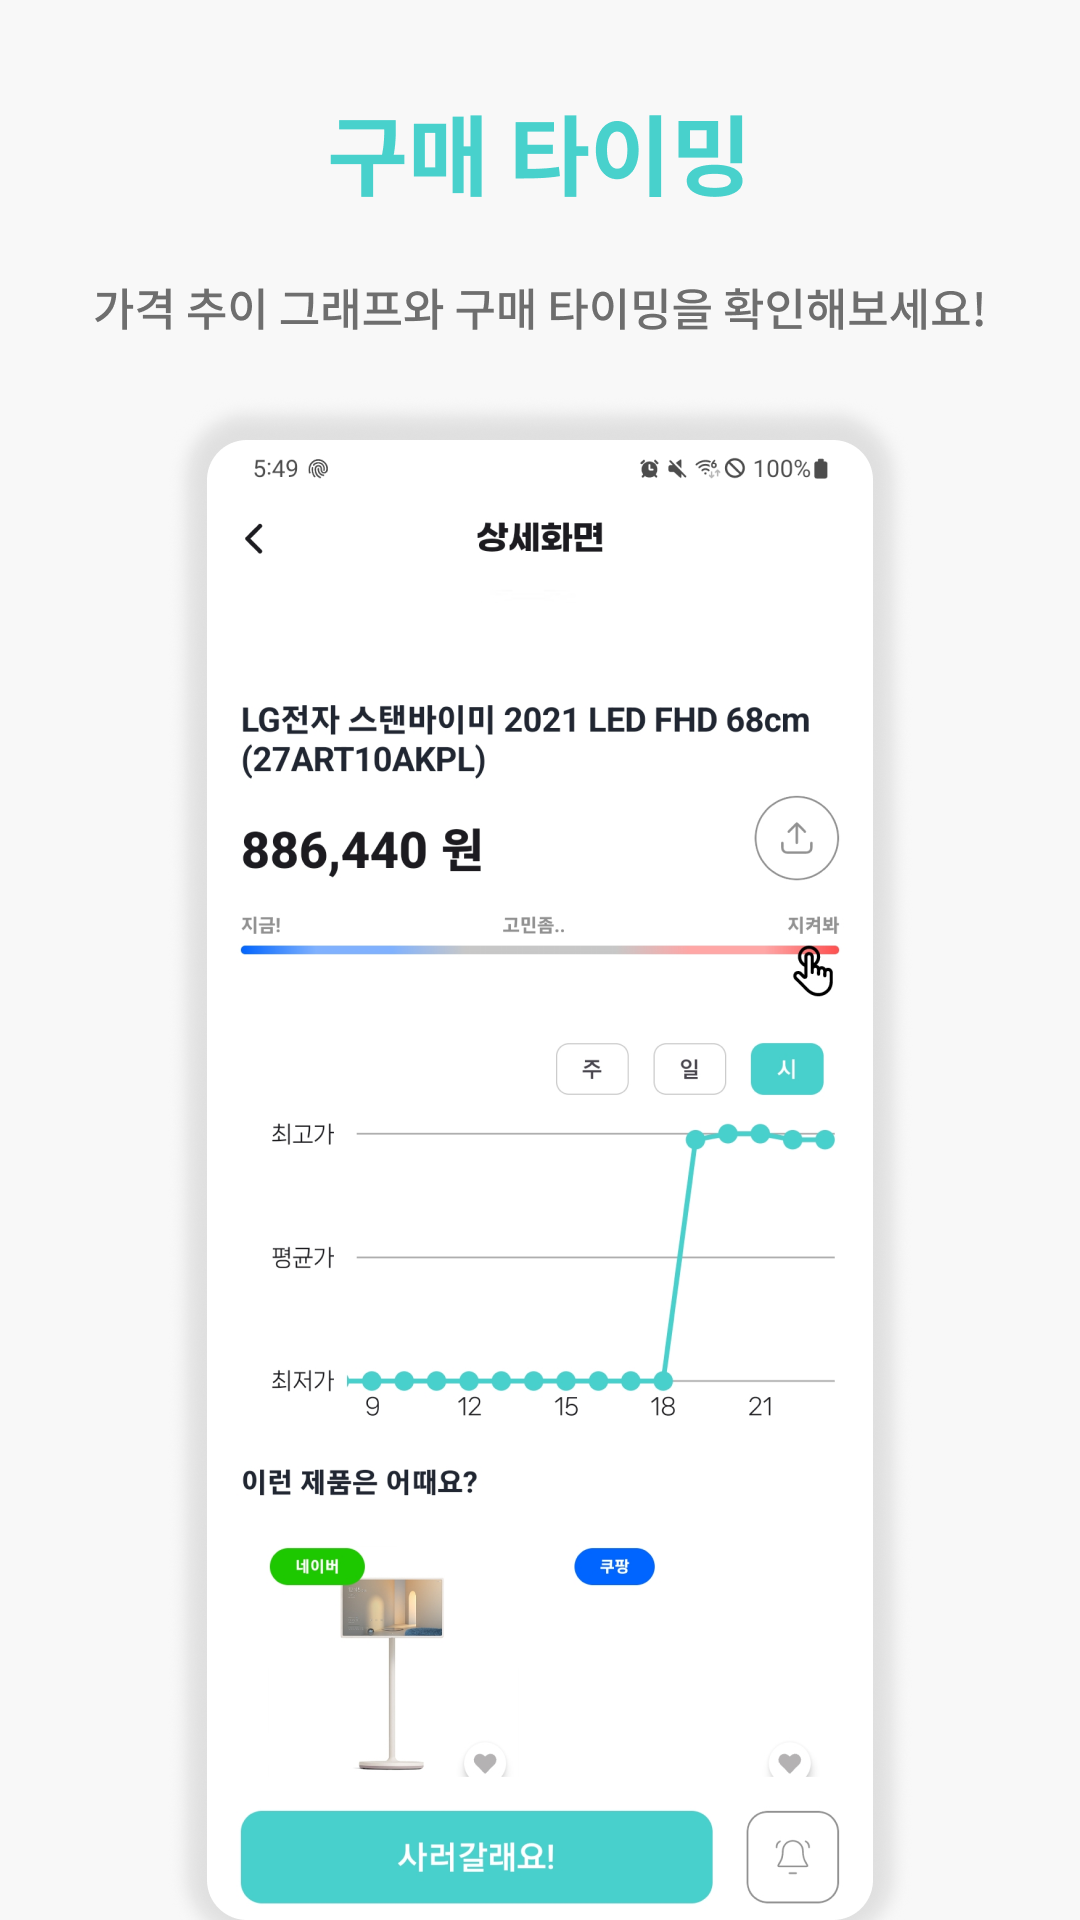 구매 타이밍
가격 추이 그래프와 구매 타이밍을 확인해보세요!
5:49
100%
상세화면
LG전자 스탠바이미 2021 LED FHD 68cm
(27ART10AKPL)
886,440 원
지금! 고민좀.. 지켜봐
주 일 시
최고가
평균가
최저가
9 12 15 18 21
이런 제품은 어때요?
네이버 쿠팡
사러갈래요!